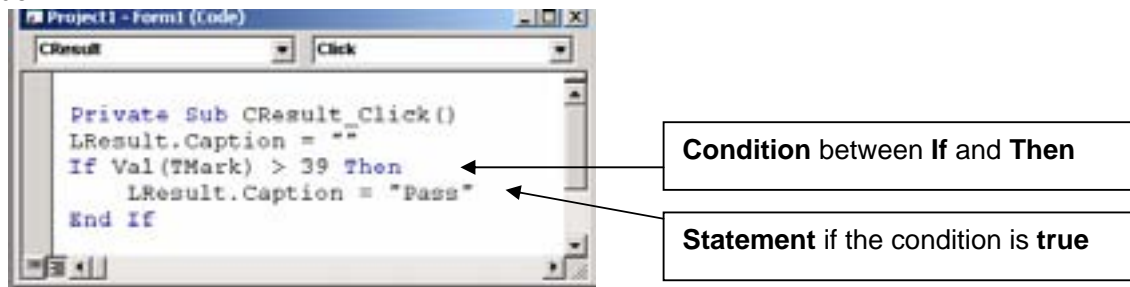 Project1 - Form1 (Code)
CResult Click
Private Sub CResult_Click()
LResult.Caption = ""
If Val(TMark) > 39 Then
LResult.Caption = "Pass"
End If
Condition between If and Then
Statement if the condition is true